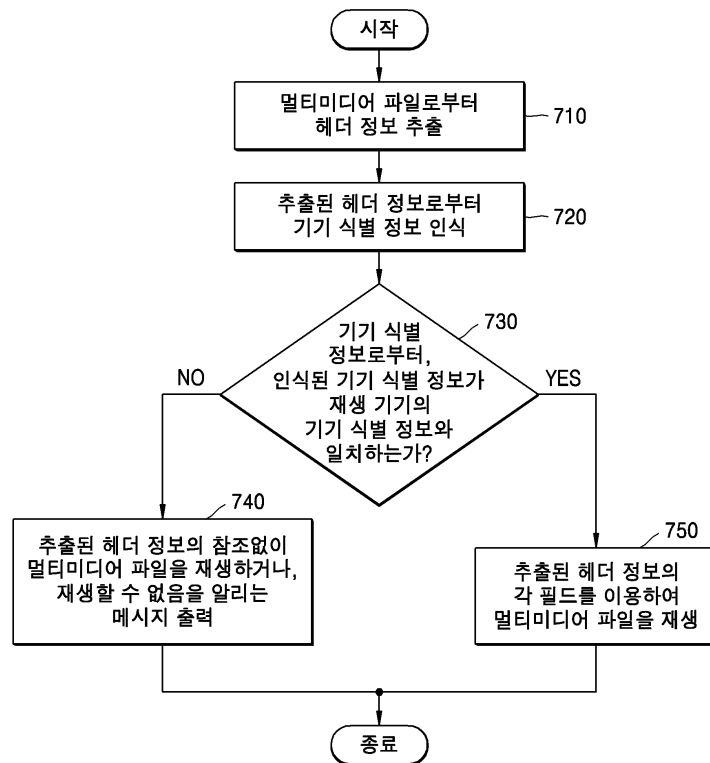 시작
멀티미디어 파일로부터
헤더 정보 추출
710
추출된 헤더 정보로부터
기기 식별 정보 인식
720
730
기기 식별
정보로부터,
인식된 기기 식별 정보가
재생 기기의
기기 식별 정보와
일치하는가?
NO
YES
740
추출된 헤더 정보의 참조없이
멀티미디어 파일을 재생하거나,
재생할 수 없음을 알리는
메시지 출력
750
추출된 헤더 정보의
각 필드를 이용하여
멀티미디어 파일을 재생
종료